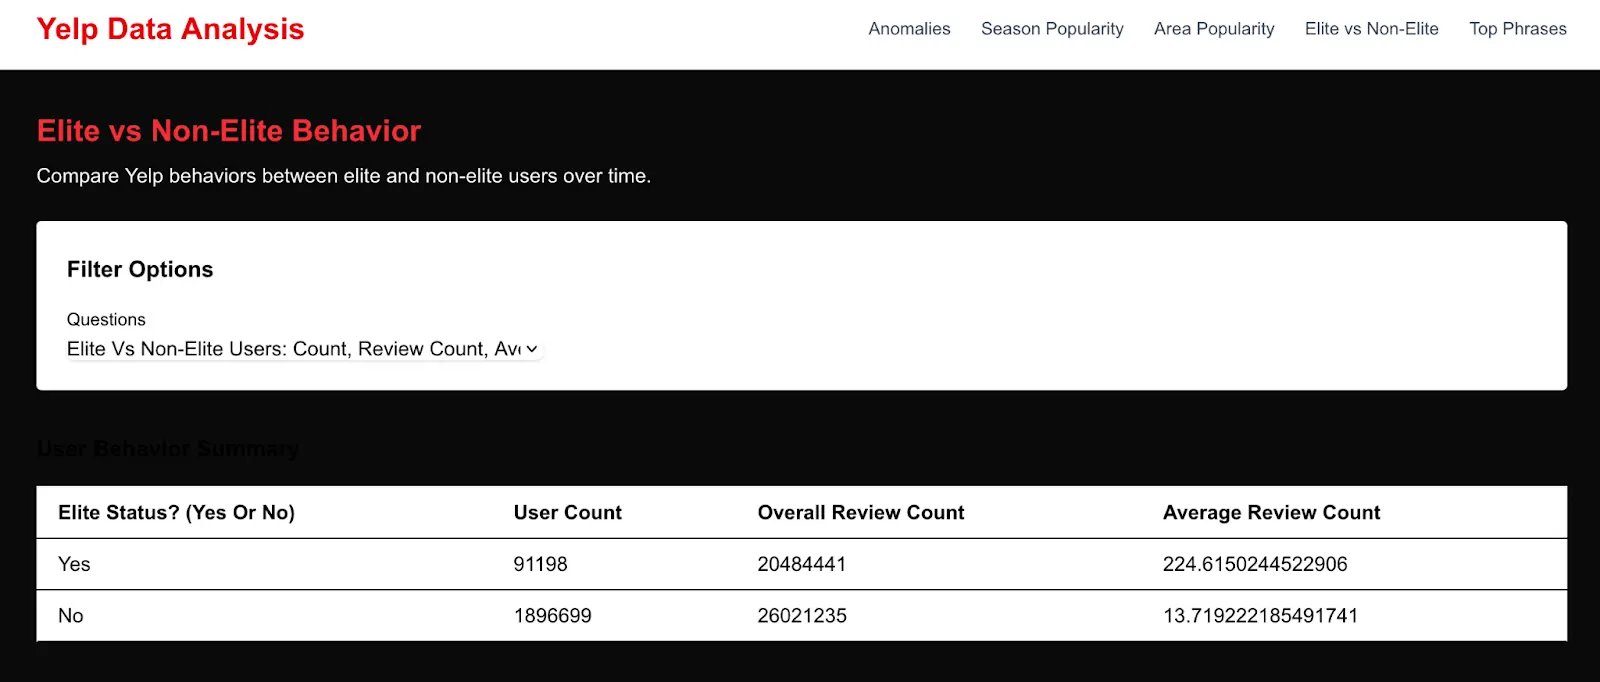 Yelp Data Analysis
Anomalies Season Popularity Area Popularity Elite vs Non-Elite Top Phrases
Elite vs Non-Elite Behavior
Compare Yelp behaviors between elite and non-elite users over time.
Filter Options
Questions
Elite Vs Non-Elite Users: Count, Review Count,
User Behavior Summary
Elite Status? (Yes Or No) User Count Overall Review Count Average Review Count
Yes 91198 20484441 224.6150244522906
No 1896699 26021235 13.719222185491741